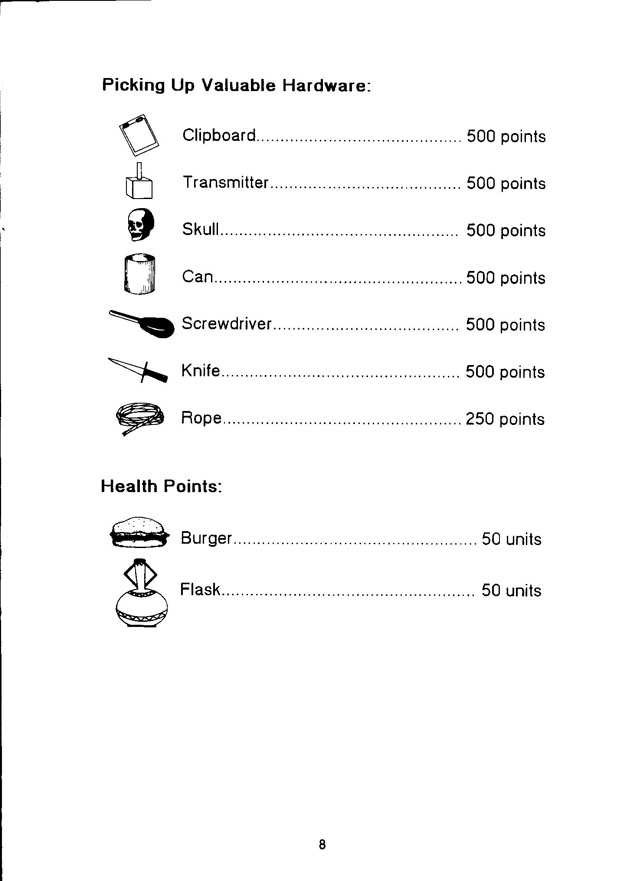 Picking Up Valuable Hardware:
Clipboard........................................... 500 points
Transmitter........................................ 500 points
Skull.................................................. 500 points
Can.................................................... 500 points
Screwdriver....................................... 500 points
Knife.................................................. 500 points
Rope.................................................. 250 points
Health Points:
Burger................................................... 50 units
Flask..................................................... 50 units
8